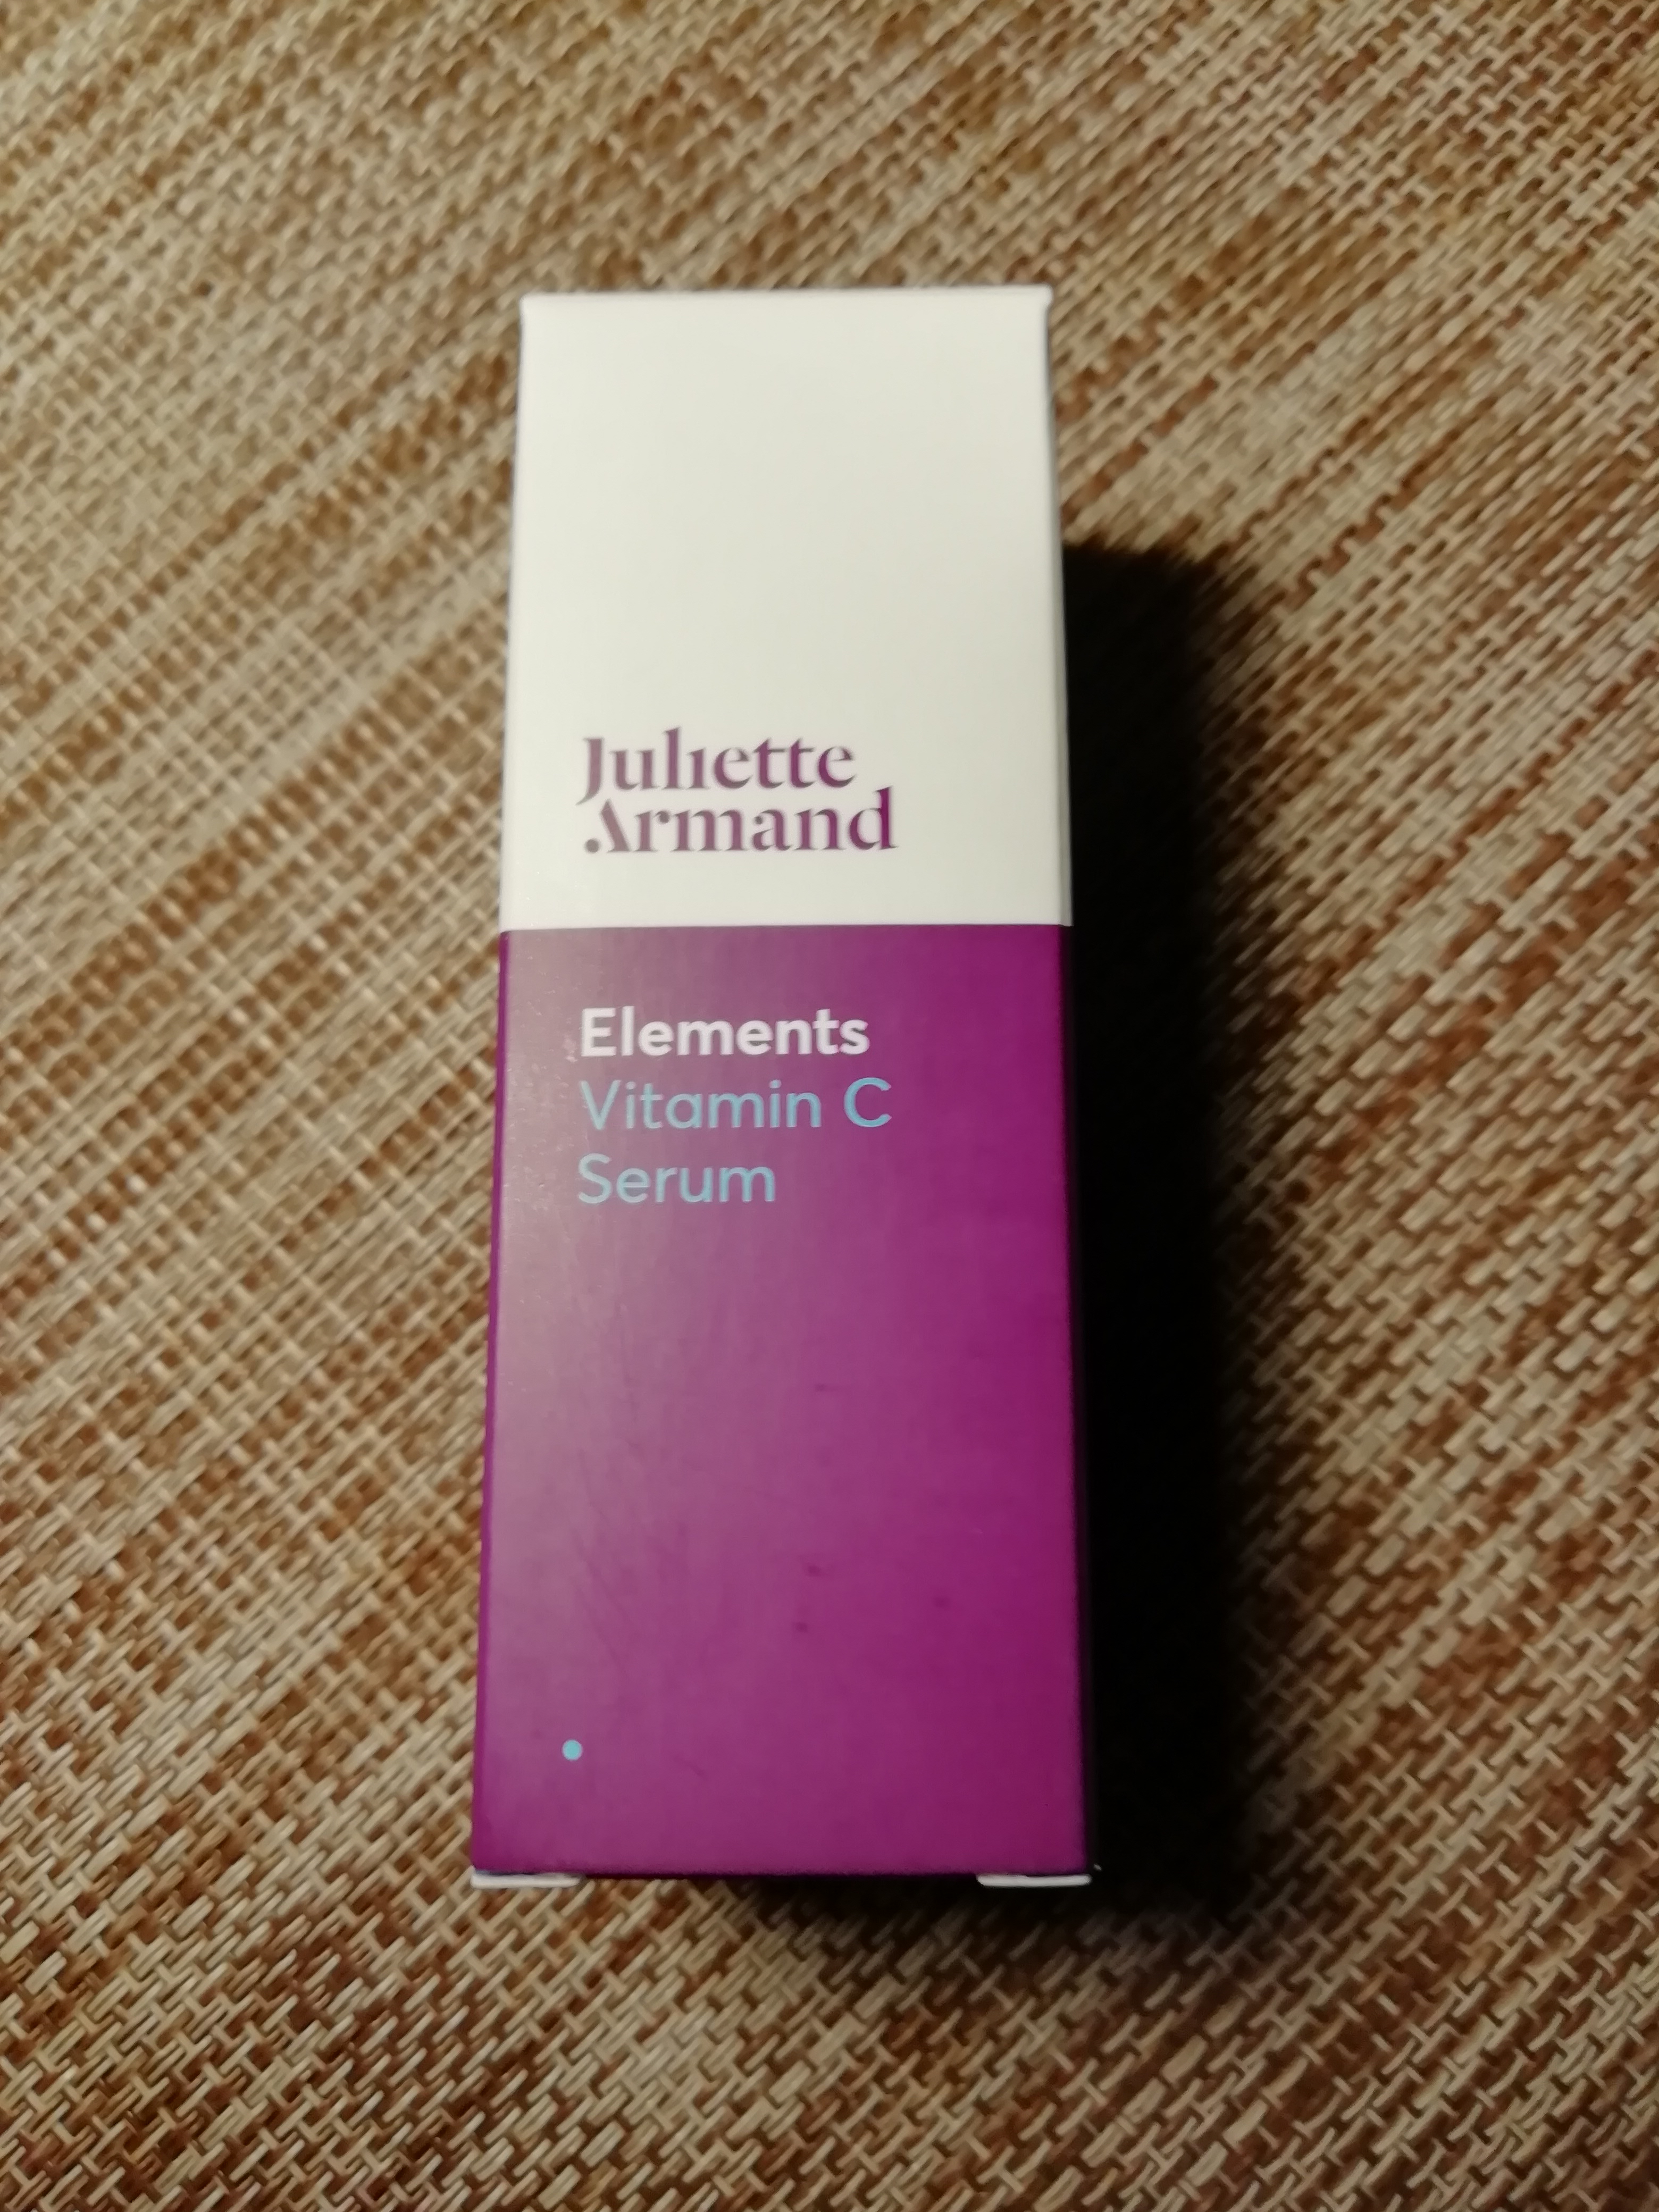 Juliette
Armand
Elements
Vitamin C
Serum